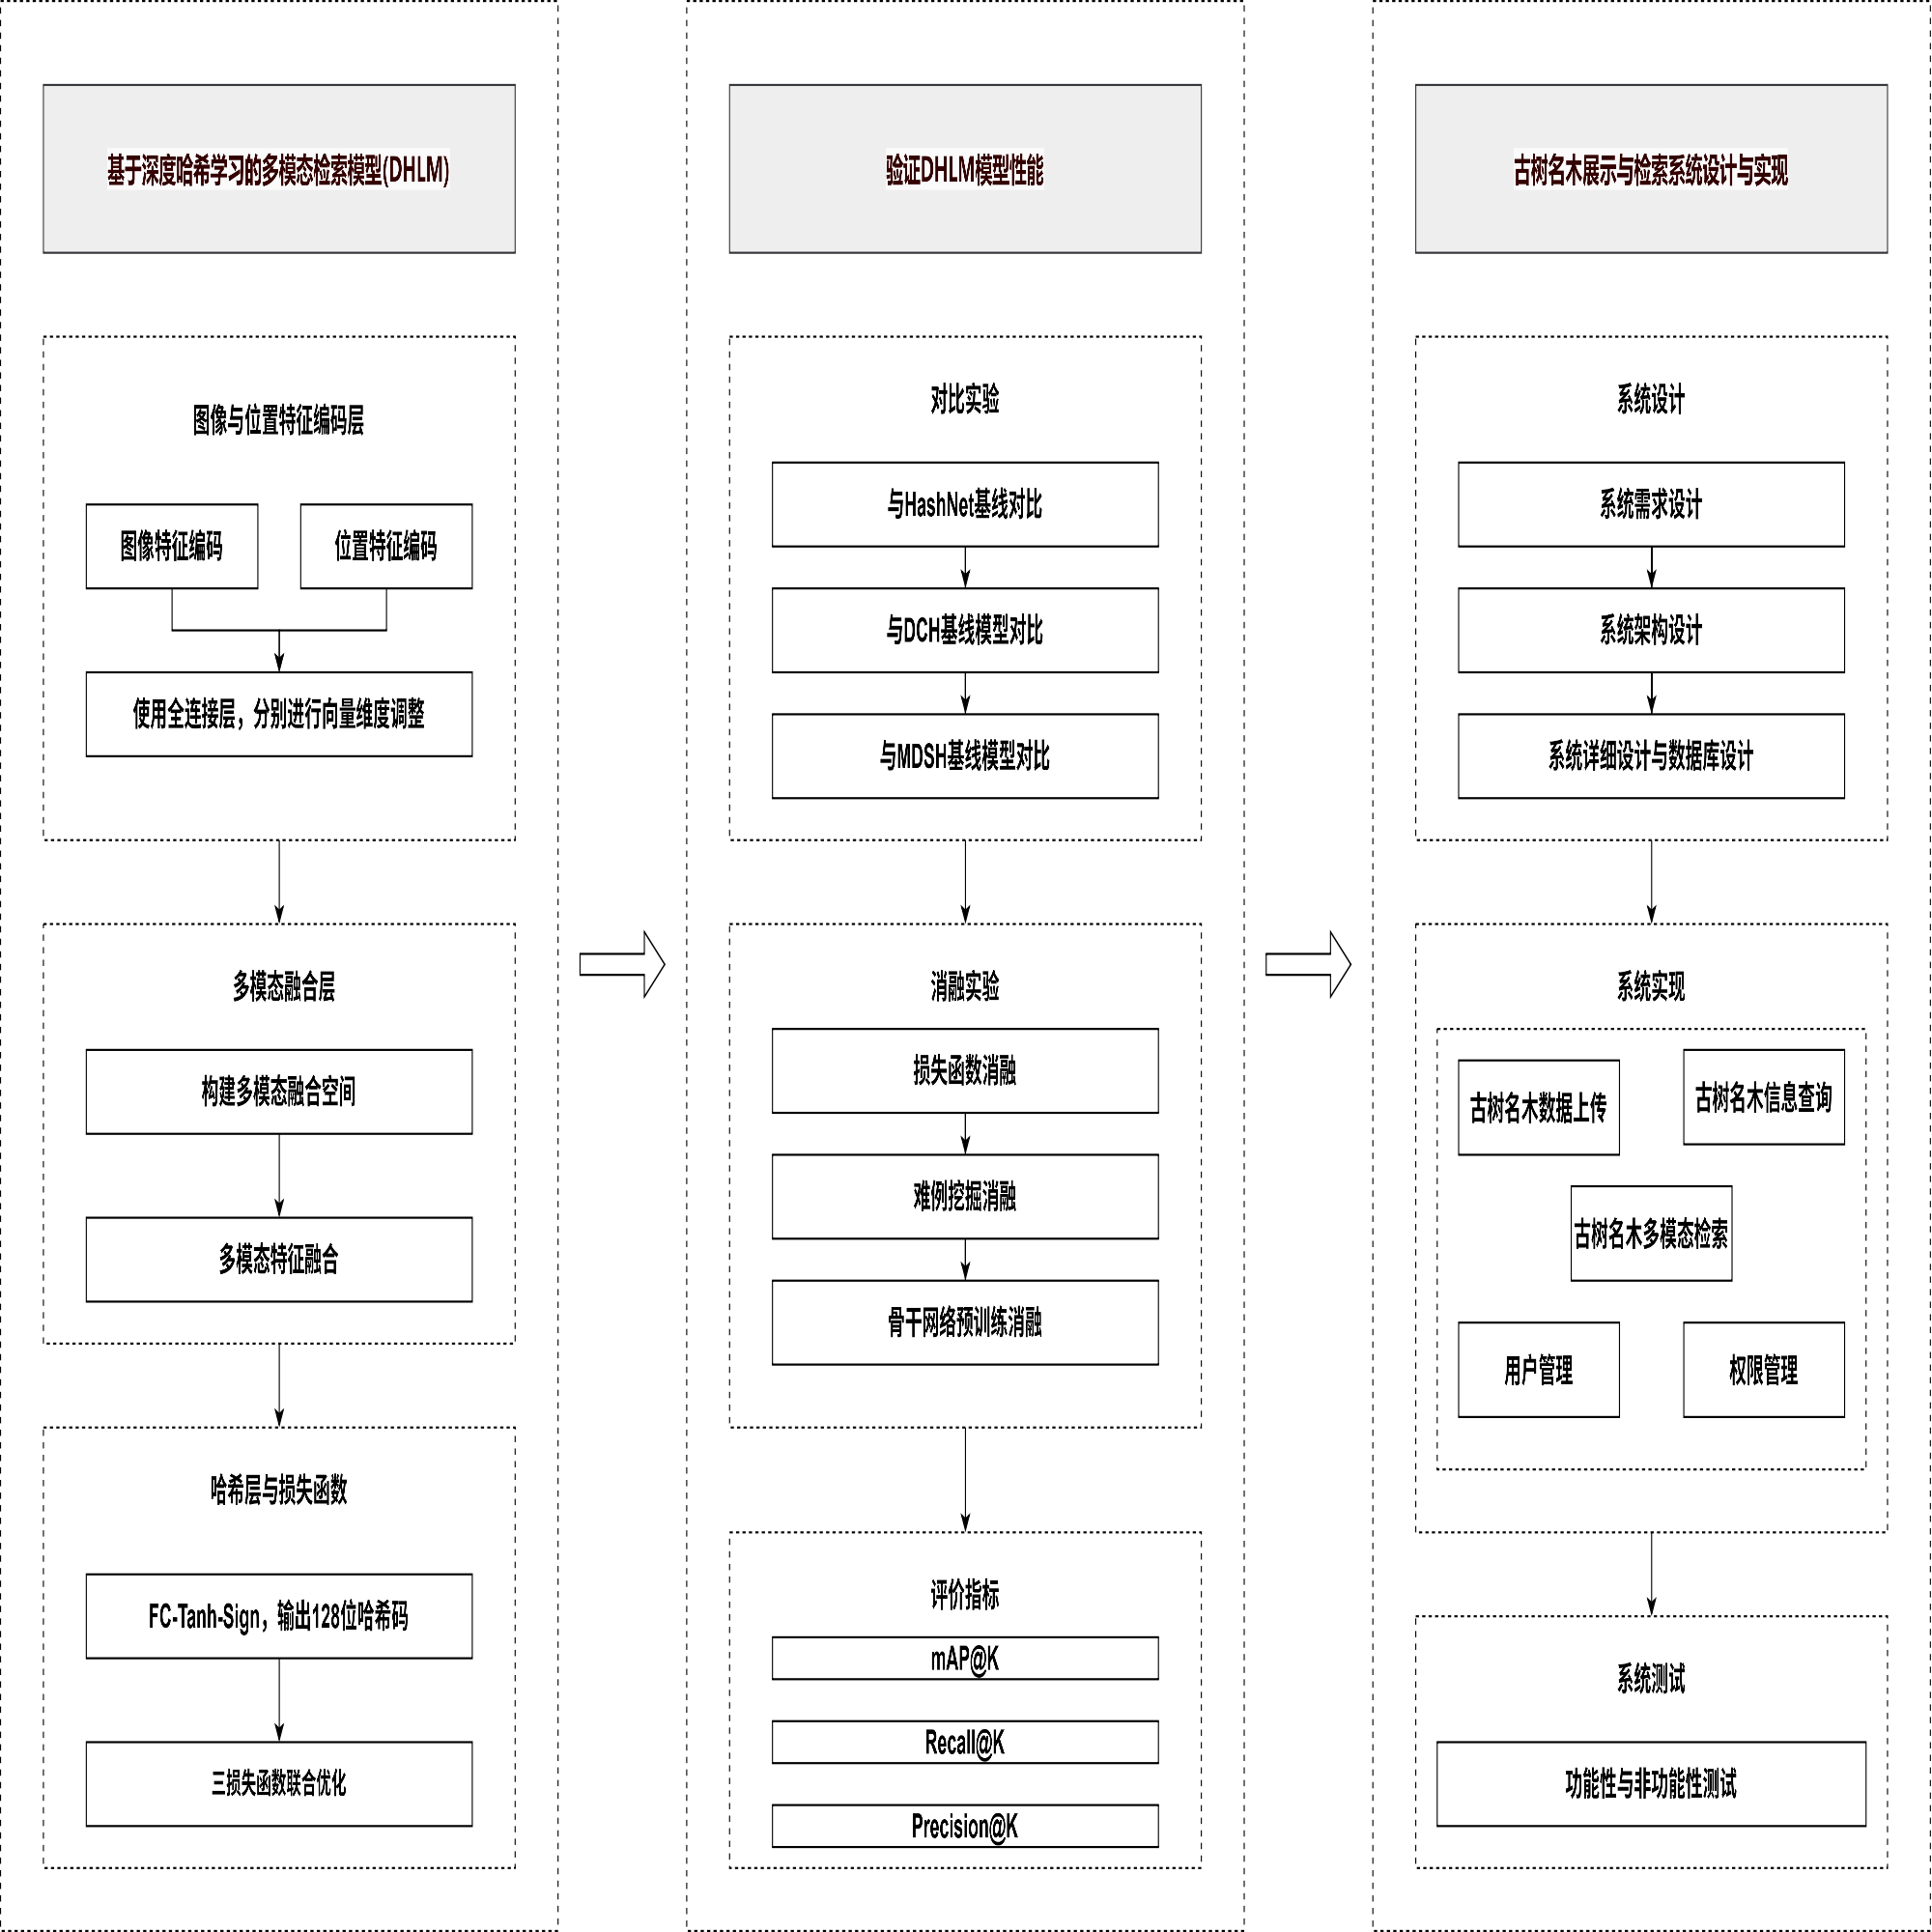 基于深度哈希学习的多模态检索模型(DHLM)
图像与位置特征编码层
图像特征编码
位置特征编码
使用全连接层，分别进行向量维度调整
多模态融合层
构建多模态融合空间
多模态特征融合
哈希层与损失函数
FC-Tanh-Sign，输出128位哈希码
三损失函数联合优化
验证DHLM模型性能
对比实验
与HashNet基线对比
与DCH基线模型对比
与MDSH基线模型对比
消融实验
损失函数消融
难例挖掘消融
骨干网络预训练消融
评价指标
mAP@K
Recall@K
Precision@K
古树名木展示与检索系统设计与实现
系统设计
系统需求设计
系统架构设计
系统详细设计与数据库设计
系统实现
古树名木数据上传
古树名木信息查询
古树名木多模态检索
用户管理
权限管理
系统测试
功能性与非功能性测试